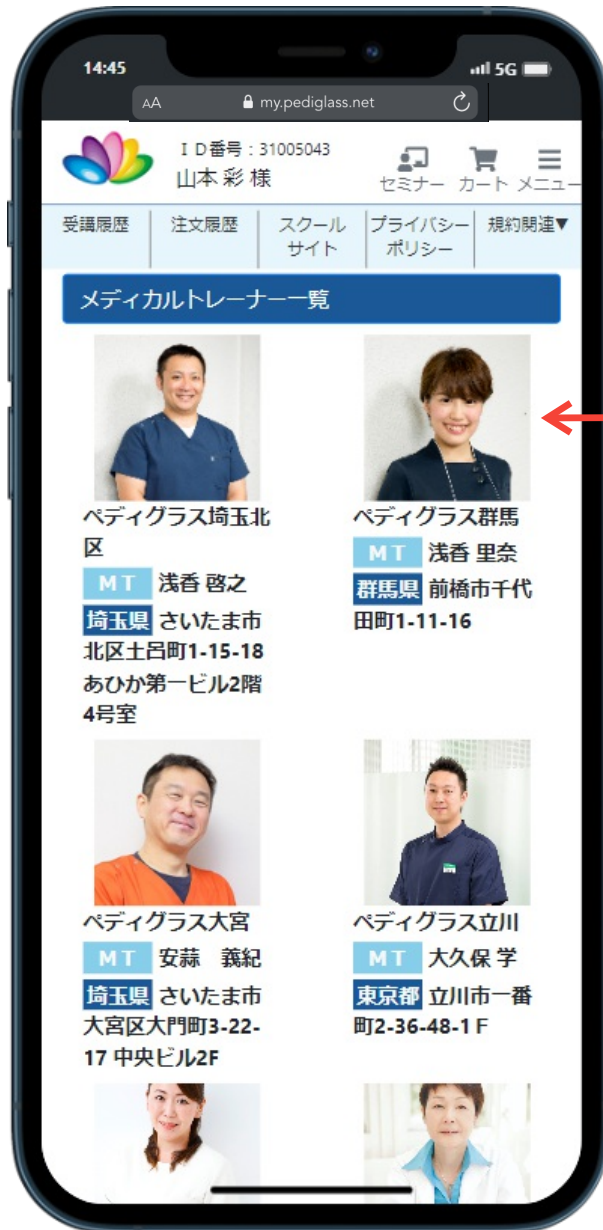 14:45
5G
AA my.pediglass.net
ＩＤ番号：31005043
山本 彩 様
セミナー カート メニュー
受講履歴
注文履歴
スクール
サイト
プライバシー
ポリシー
規約関連▼
メディカルトレーナー一覧
ペディグラス埼玉北
区
ＭＴ 浅香 啓之
埼玉県 さいたま市
北区土呂町1-15-18
あひか第一ビル2階
4号室
ペディグラス群馬
ＭＴ 浅香 里奈
群馬県 前橋市千代
田町1-11-16
ペディグラス大宮
ＭＴ 安蒜　義紀
埼玉県 さいたま市
大宮区大門町3-22-
17 中央ビル2F
ペディグラス立川
ＭＴ 大久保 学
東京都 立川市一番
町2-36-48-1Ｆ